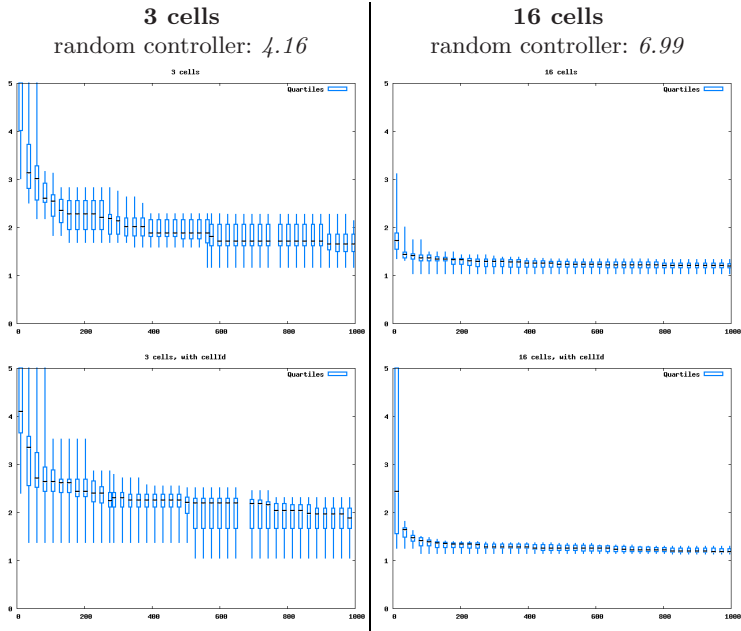 3 cells
random controller: 4.16
3 cells
Quartiles
5
4
3
2
1
0
0 200 400 600 800 1000
3 cells, with cellId
Quartiles
5
4
3
2
1
0
0 200 400 600 800 1000
16 cells
random controller: 6.99
16 cells
Quartiles
5
4
3
2
1
0
0 200 400 600 800 1000
16 cells, with cellId
Quartiles
5
4
3
2
1
0
0 200 400 600 800 1000